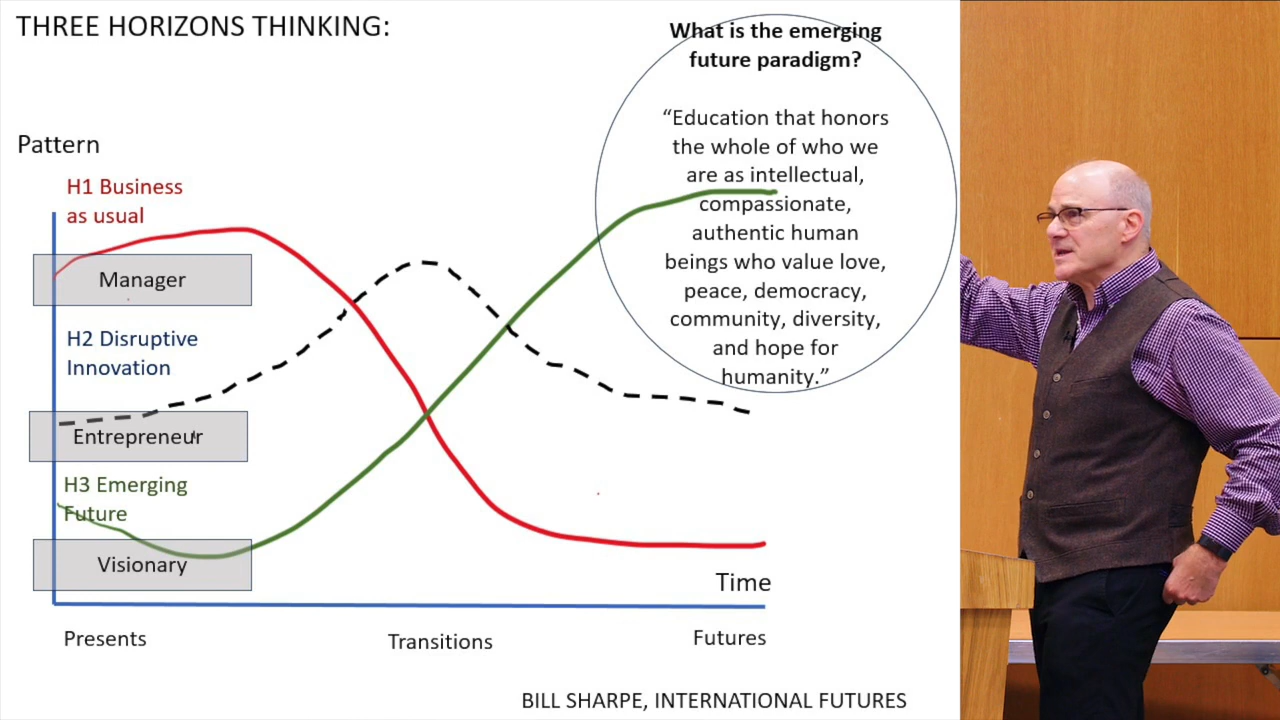 THREE HORIZONS THINKING:
What is the emerging
future paradigm?
“Education that honors
the whole of who we
are as intellectual,
compassionate,
authentic human
beings who value love,
peace, democracy,
community, diversity,
and hope for
humanity.”
Pattern
H1 Business
as usual
Manager
H2 Disruptive
Innovation
Entrepreneur
H3 Emerging
Future
Visionary
Time
Presents
Transitions
Futures
BILL SHARPE, INTERNATIONAL FUTURES